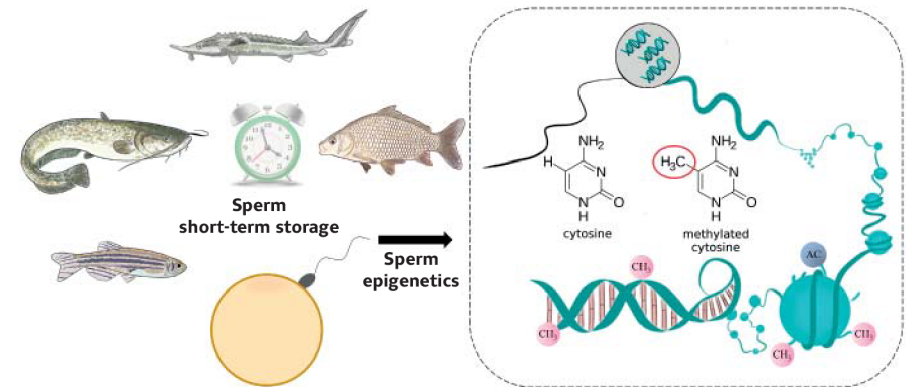 Sperm
short-term storage
Sperm
epigenetics
H
NH₂
N
N
H
O
cytosine
H₃C
NH₂
N
N
H
O
methylated
cytosine
CH₃
CH₃
AC
CH₃
CH₃